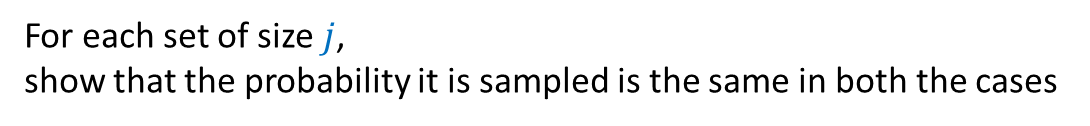 For each set of size j,
show that the probability it is sampled is the same in both the cases